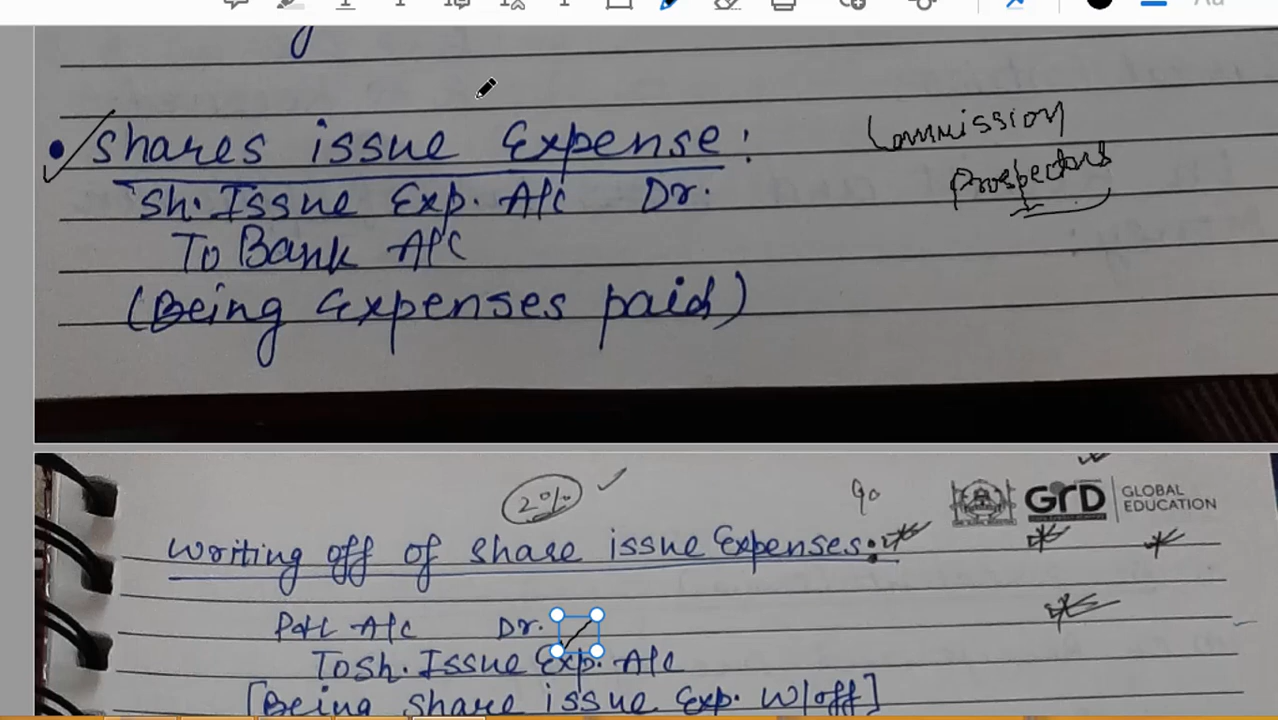 Shares issue Expense:
Commission
Prospectors
Sh. Issue Exp. A/c Dr.
To Bank A/c
(Being Expenses paid)
2%
90
GrD GLOBAL EDUCATION
Writing off of share issue Expenses:
P&L A/c Dr.
To Sh. Issue Exp. A/c
[Being share issue Exp. W/off]